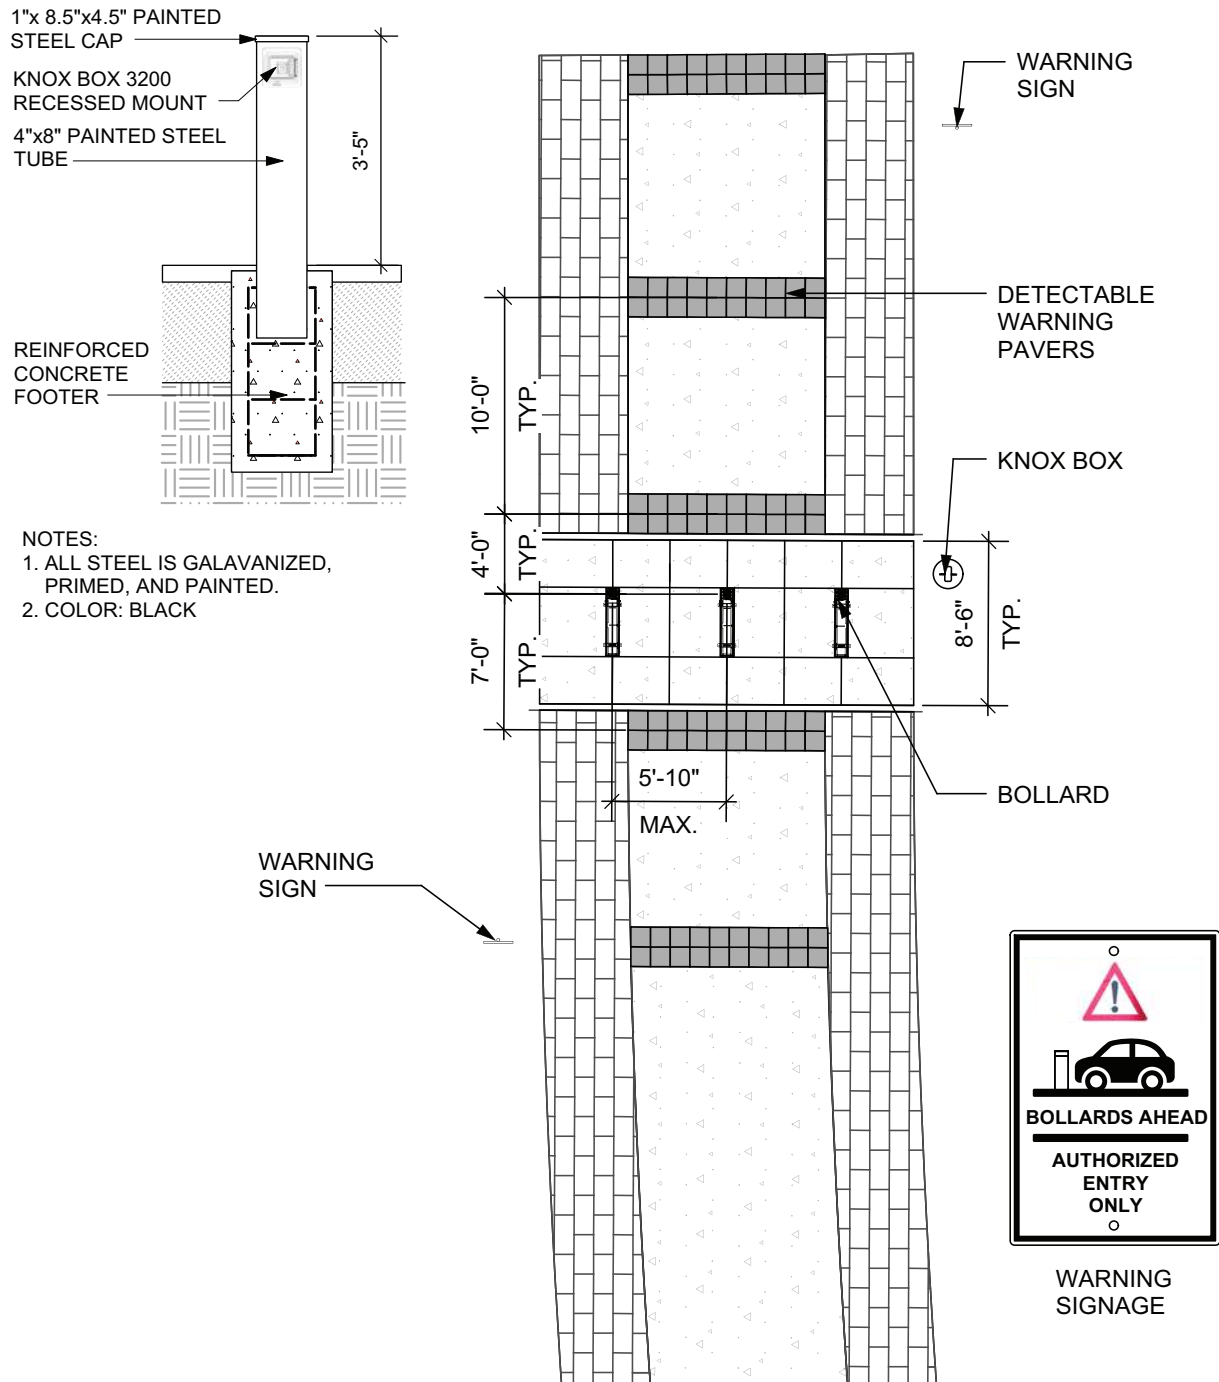 1"x 8.5"x4.5" PAINTED
STEEL CAP
KNOX BOX 3200
RECESSED MOUNT
4"x8" PAINTED STEEL
TUBE
3'-5"
REINFORCED
CONCRETE
FOOTER
NOTES:
1. ALL STEEL IS GALAVANIZED,
PRIMED, AND PAINTED.
2. COLOR: BLACK
WARNING
SIGN
DETECTABLE
WARNING
PAVERS
10'-0"
TYP.
KNOX BOX
4'-0"
TYP.
7'-0"
TYP.
8'-6"
TYP.
5'-10"
MAX.
BOLLARD
WARNING
SIGN
BOLLARDS AHEAD
AUTHORIZED
ENTRY
ONLY
WARNING
SIGNAGE